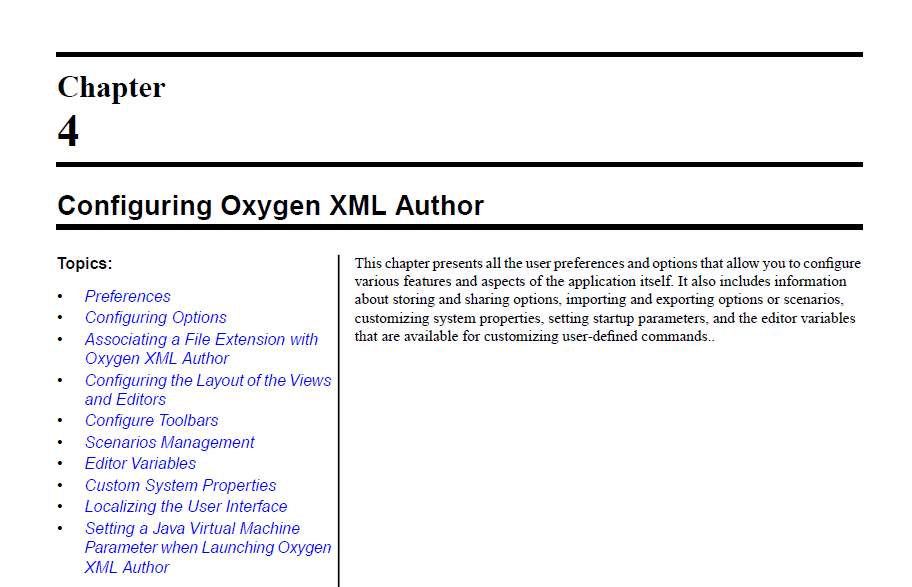 Chapter
4
Configuring Oxygen XML Author
Topics:
• Preferences
• Configuring Options
• Associating a File Extension with
Oxygen XML Author
• Configuring the Layout of the Views
and Editors
• Configure Toolbars
• Scenarios Management
• Editor Variables
• Custom System Properties
• Localizing the User Interface
• Setting a Java Virtual Machine
Parameter when Launching Oxygen
XML Author
This chapter presents all the user preferences and options that allow you to configure
various features and aspects of the application itself. It also includes information
about storing and sharing options, importing and exporting options or scenarios,
customizing system properties, setting startup parameters, and the editor variables
that are available for customizing user-defined commands..